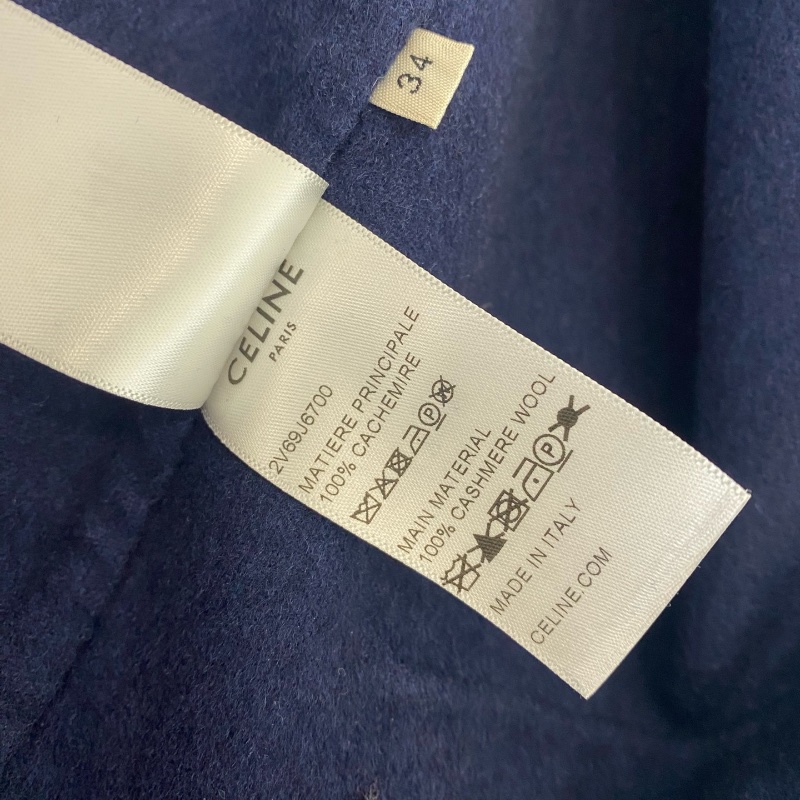 34
CELINE
PARIS
2V69J6700
MATIERE PRINCIPALE
100% CACHEMIRE
MAIN MATERIAL
100% CASHMERE WOOL
MADE IN ITALY
CELINE.COM